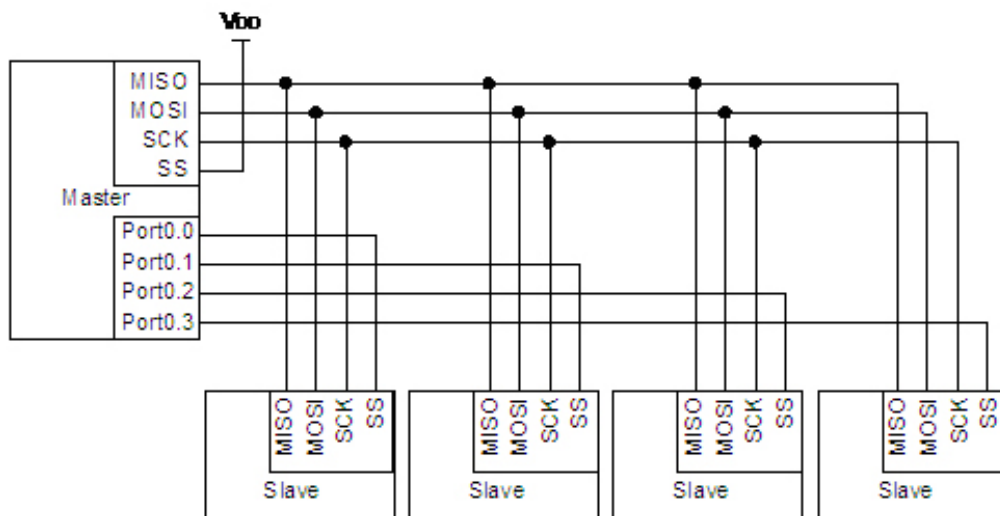 VDD
MISO
MOSI
SCK
SS
Master
Port0.0
Port0.1
Port0.2
Port0.3
MISO
MOSI
SCK
SS
Slave
MISO
MOSI
SCK
SS
Slave
MISO
MOSI
SCK
SS
Slave
MISO
MOSI
SCK
SS
Slave